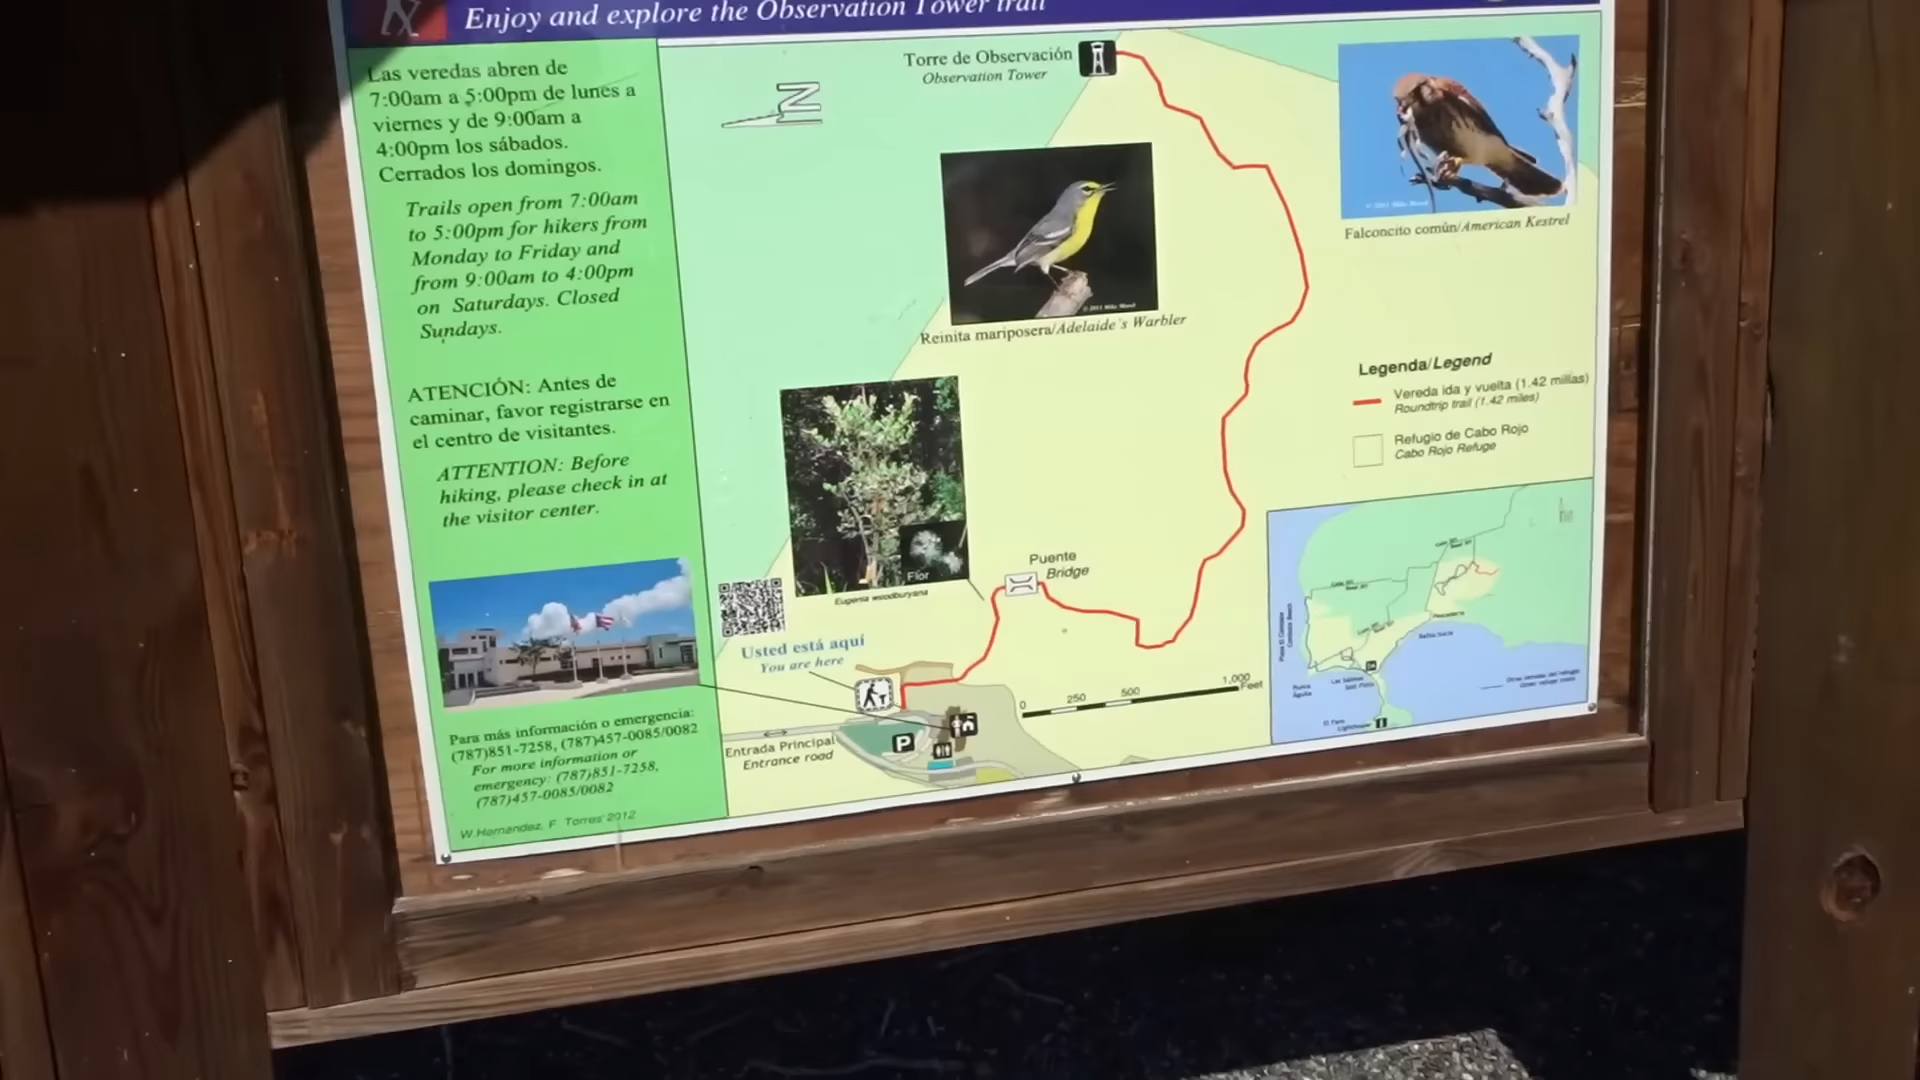 Enjoy and explore the Observation Tower trail
Las veredas abren de
7:00am a 5:00pm de lunes a
viernes y de 9:00am a
4:00pm los sábados.
Cerrados los domingos.
Trails open from 7:00am
to 5:00pm for hikers from
Monday to Friday and
from 9:00am to 4:00pm
on Saturdays. Closed
Sundays.
ATENCIÓN: Antes de
caminar, favor registrarse en
el centro de visitantes.
ATTENTION: Before
hiking, please check in at
the visitor center.
Para más información o emergencia:
(787)851-7258, (787)457-0085/0082
For more information or
emergency: (787)851-7258,
(787)457-0085/0082
W.Hernandez, F. Torres 2012
Torre de Observación
Observation Tower
N
Reinita mariposera/Adelaide's Warbler
Falconcito común/American Kestrel
Flor
Eugenia woodburyana
Puente
Bridge
Usted está aquí
You are here
Entrada Principal
Entrance road
P
0 250 500 1,000
Feet
Legenda/Legend
Vereda ida y vuelta (1.42 millas)
Roundtrip trail (1.42 miles)
Refugio de Cabo Rojo
Cabo Rojo Refuge
Punta
Aguila
El Faro
Lighthouse